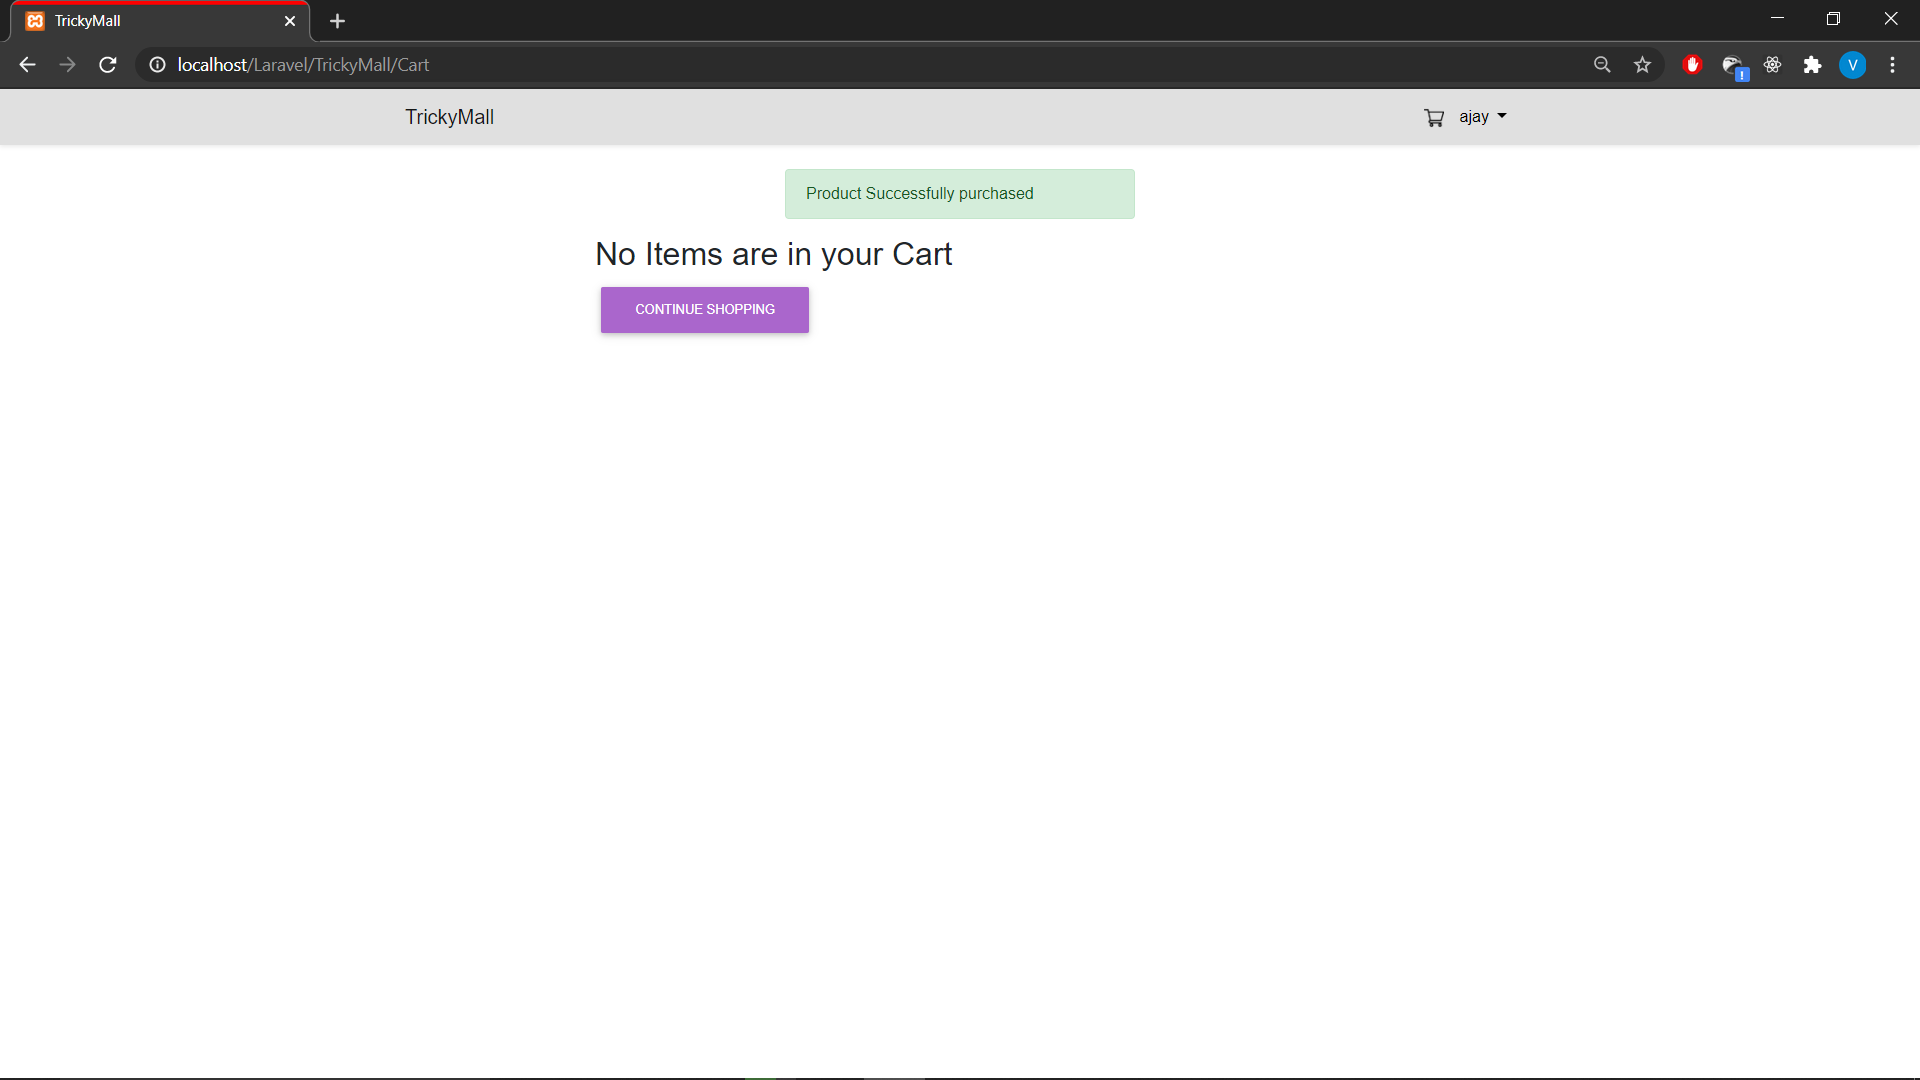 TrickyMall
localhost/Laravel/TrickyMall/Cart
V
TrickyMall
ajay
Product Successfully purchased
No Items are in your Cart
CONTINUE SHOPPING